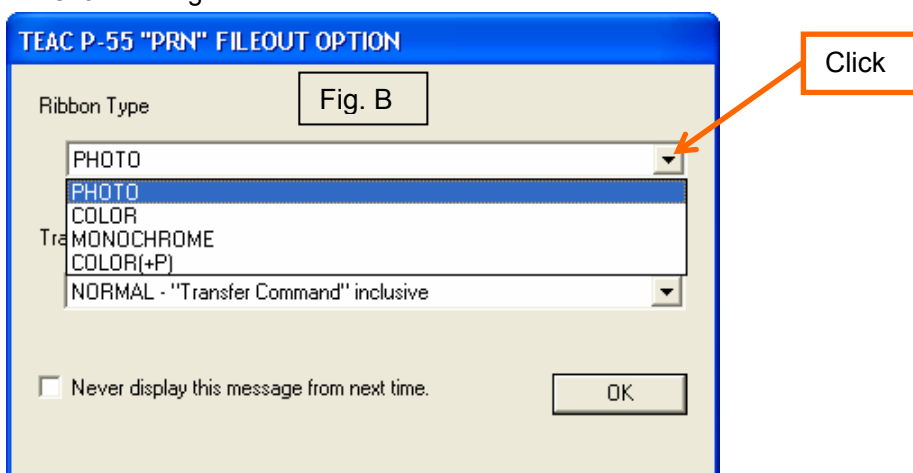 TEAC P-55 "PRN" FILEOUT OPTION
Click
Fig. B
Ribbon Type
PHOTO
PHOTO
COLOR
MONOCHROME
COLOR(+P)
NORMAL - "Transfer Command" inclusive
Never display this message from next time.
OK